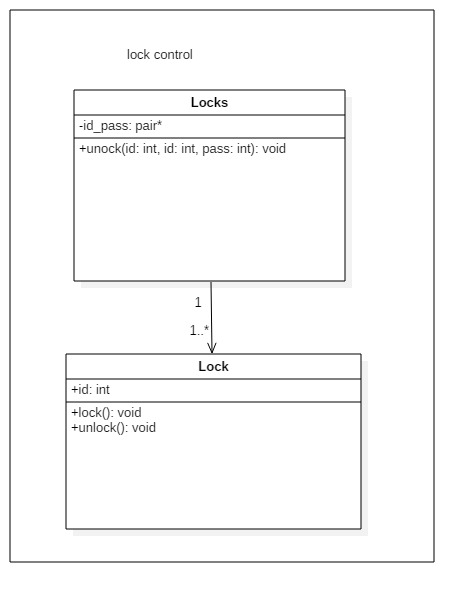 lock control
Locks
-id_pass: pair*
+unock(id: int, id: int, pass: int): void
1
1..*
Lock
+id: int
+lock(): void
+unlock(): void